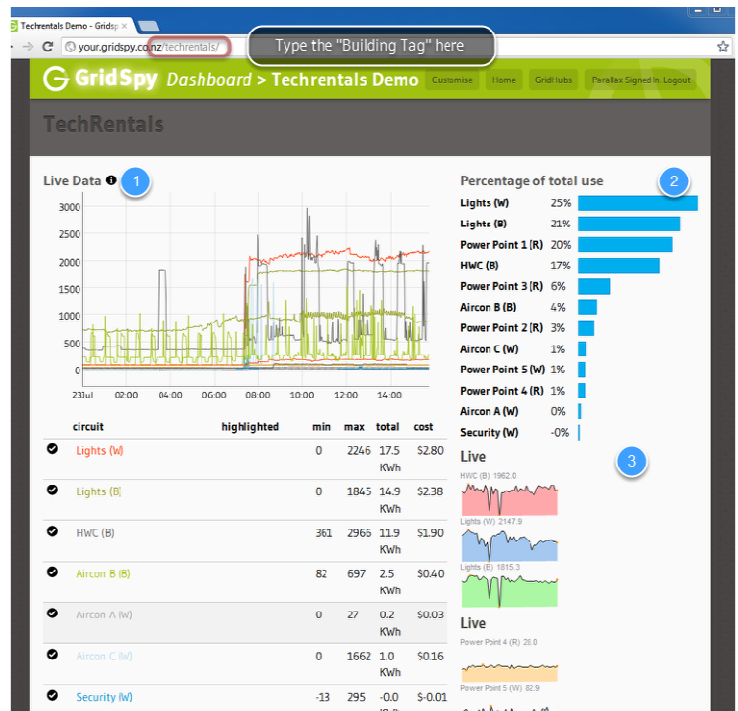 Techrentals Demo - Gridsp ×
your.gridspy.co.nz/techrentals/
Type the "Building Tag" here
GridSpy Dashboard > Techrentals Demo
Customise
Home
GridHubs
Parallax Signed In. Logout
TechRentals
Live Data
1
3000
2500
2000
1500
1000
500
0
23Jul 02:00 04:00 06:00 08:00 10:00 12:00 14:00
circuit highlighted min max total cost
Lights (W) 0 2246 17.5 KWh $2.80
Lights (B) 0 1845 14.9 KWh $2.38
HWC (B) 361 2966 11.9 KWh $1.90
Aircon B (B) 82 697 2.5 KWh $0.40
Aircon A (W) 0 27 0.2 KWh $0.03
Aircon C (W) 0 1662 1.0 KWh $0.16
Security (W) -13 295 -0.0 $-0.01
Percentage of total use
2
Lights (W) 25%
Lights (B) 21%
Power Point 1 (R) 20%
HWC (B) 17%
Power Point 3 (R) 6%
Aircon B (B) 4%
Power Point 2 (R) 3%
Aircon C (W) 1%
Power Point 5 (W) 1%
Power Point 4 (R) 1%
Aircon A (W) 0%
Security (W) -0%
Live
3
HWC (B) 1962.0
Lights (W) 2147.9
Lights (B) 1815.3
Live
Power Point 4 (R) 28.0
Power Point 5 (W) 82.9